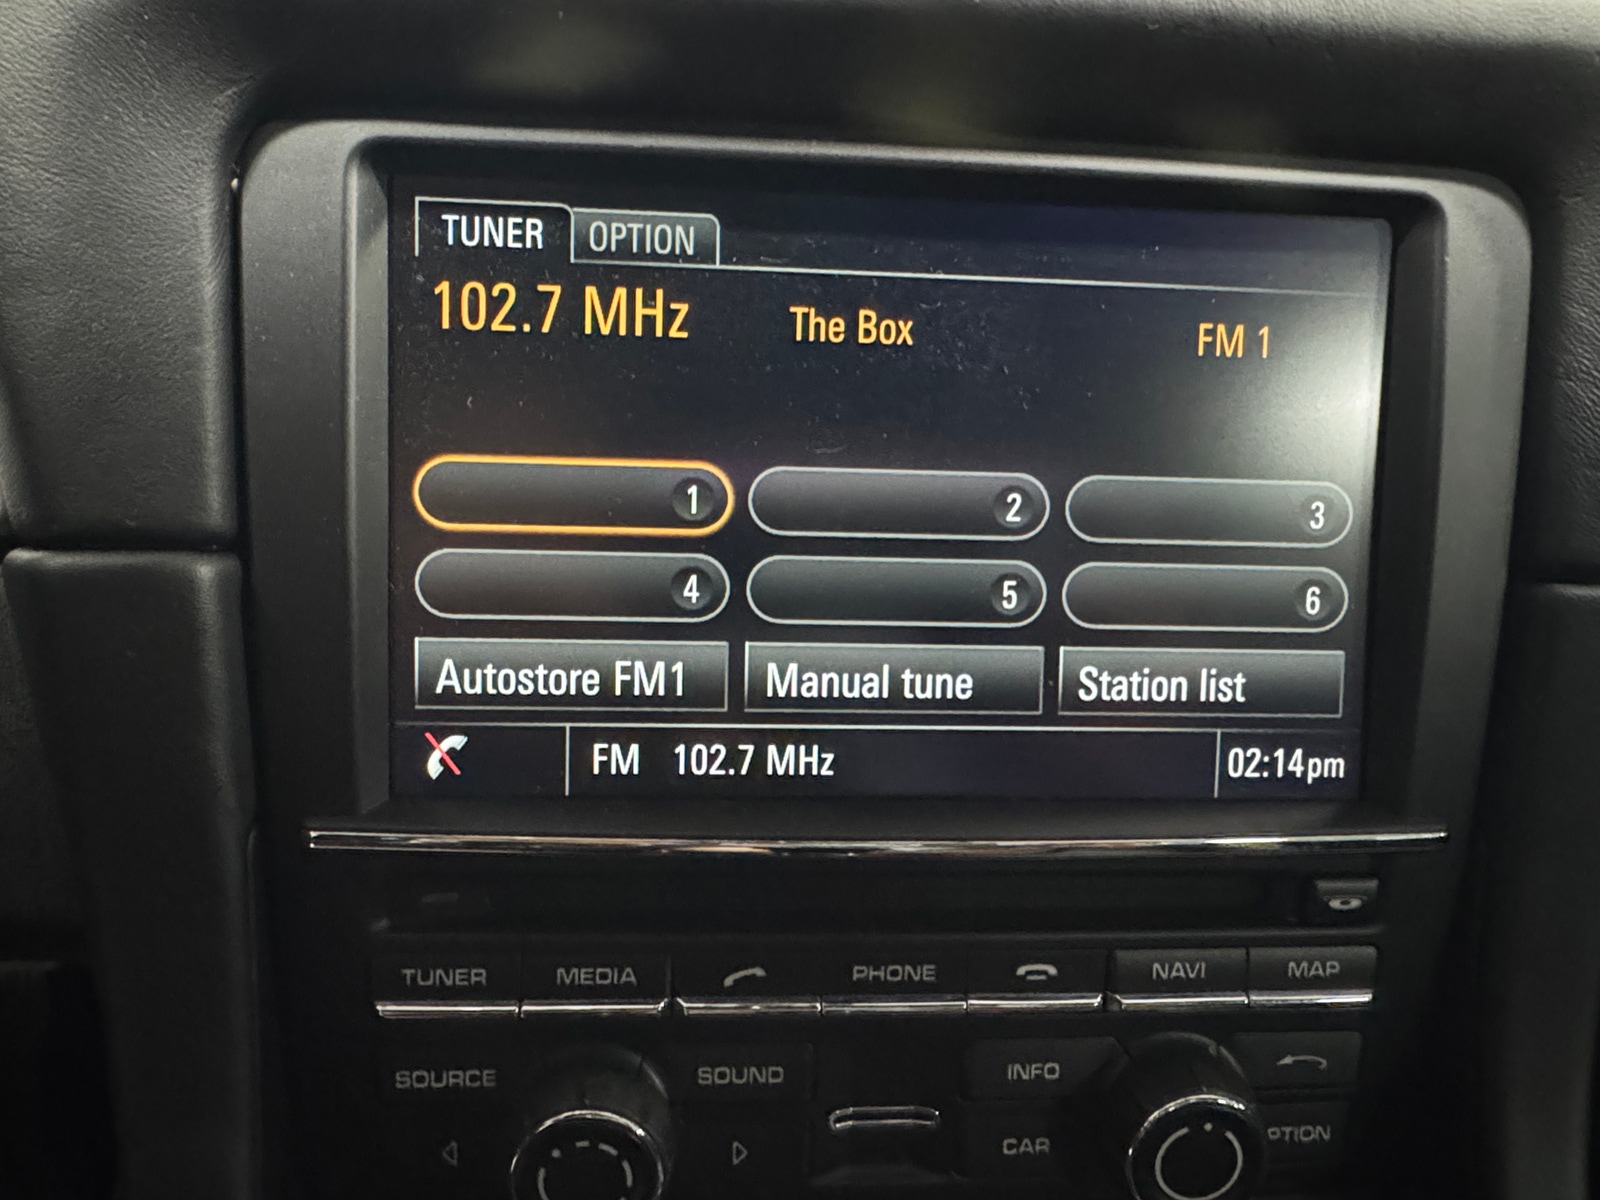 TUNER OPTION
102.7 MHz The Box FM 1
1 2 3
4 5 6
Autostore FM1 Manual tune Station list
FM 102.7 MHz 02:14pm
TUNER MEDIA PHONE NAVI MAP
SOURCE SOUND INFO
CAR PTION